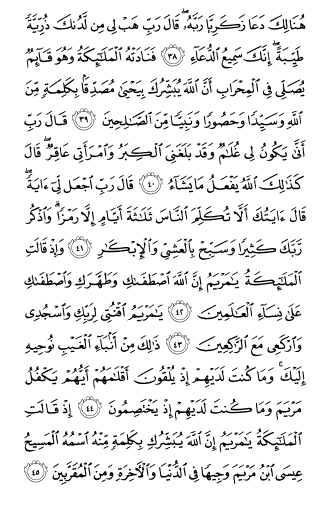 هُنَالِكَ دَعَا زَكَرِيَّا رَبَّهُۥ ۖ قَالَ رَبِّ هَبْ لِى مِن لَّدُنكَ ذُرِّيَّةً
طَيِّبَةً ۖ إِنَّكَ سَمِيعُ ٱلدُّعَآءِ ٣٨ فَنَادَتْهُ ٱلْمَلَـٰٓئِكَةُ وَهُوَ قَآئِمٌ
يُصَلِّى فِى ٱلْمِحْرَابِ أَنَّ ٱللَّهَ يُبَشِّرُكَ بِيَحْيَىٰ مُصَدِّقًۢا بِكَلِمَةٍ مِّنَ
ٱللَّهِ وَسَيِّدًا وَحَصُورًا وَنَبِيًّا مِّنَ ٱلصَّـٰلِحِينَ ٣٩ قَالَ رَبِّ
أَنَّىٰ يَكُونُ لِى غُلَـٰمٌ وَقَدْ بَلَغَنِىَ ٱلْكِبَرُ وَٱمْرَأَتِى عَاقِرٌ ۖ قَالَ
كَذَٰلِكَ ٱللَّهُ يَفْعَلُ مَا يَشَآءُ ٤٠ قَالَ رَبِّ ٱجْعَل لِّىٓ ءَايَةً ۖ
قَالَ ءَايَتُكَ أَلَّا تُكَلِّمَ ٱلنَّاسَ ثَلَـٰثَةَ أَيَّامٍ إِلَّا رَمْزًا ۗ وَٱذْكُر
رَّبَّكَ كَثِيرًا وَسَبِّحْ بِٱلْعَشِىِّ وَٱلْإِبْكَـٰرِ ٤١ وَإِذْ قَالَتِ
ٱلْمَلَـٰٓئِكَةُ يَـٰمَرْيَمُ إِنَّ ٱللَّهَ ٱصْطَفَىٰكِ وَطَهَّرَكِ وَٱصْطَفَىٰكِ
عَلَىٰ نِسَآءِ ٱلْعَـٰلَمِينَ ٤٢ يَـٰمَرْيَمُ ٱقْنُتِى لِرَبِّكِ وَٱسْجُدِى
وَٱرْكَعِى مَعَ ٱلرَّٰكِعِينَ ٤٣ ذَٰلِكَ مِنْ أَنۢبَآءِ ٱلْغَيْبِ نُوحِيهِ
إِلَيْكَ ۚ وَمَا كُنتَ لَدَيْهِمْ إِذْ يُلْقُونَ أَقْلَـٰمَهُمْ أَيُّهُمْ يَكْفُلُ
مَرْيَمَ وَمَا كُنتَ لَدَيْهِمْ إِذْ يَخْتَصِمُونَ ٤٤ إِذْ قَالَتِ
ٱلْمَلَـٰٓئِكَةُ يَـٰمَرْيَمُ إِنَّ ٱللَّهَ يُبَشِّرُكِ بِكَلِمَةٍ مِّنْهُ ٱسْمُهُ ٱلْمَسِيحُ
عِيسَى ٱبْنُ مَرْيَمَ وَجِيهًا فِى ٱلدُّنْيَا وَٱلْـَٔاخِرَةِ وَمِنَ ٱلْمُقَرَّبِينَ ٤٥